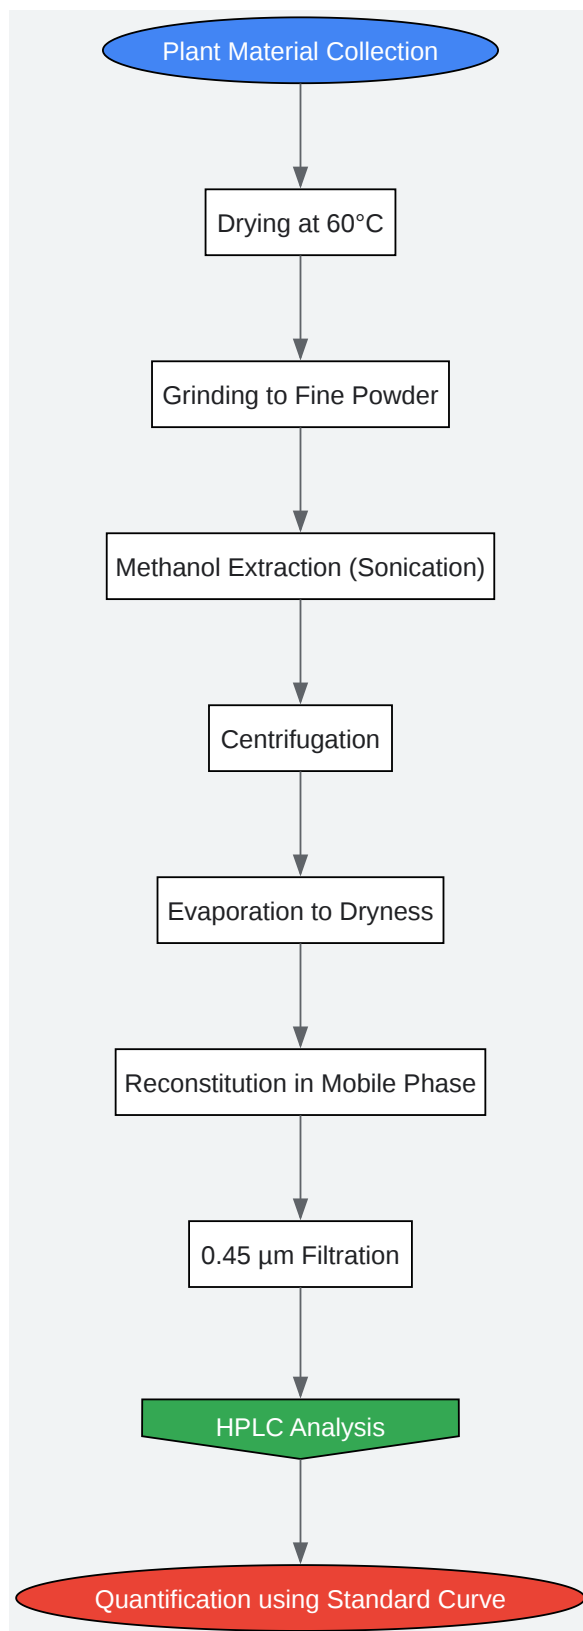 Plant Material Collection
Drying at 60°C
Grinding to Fine Powder
Methanol Extraction (Sonication)
Centrifugation
Evaporation to Dryness
Reconstitution in Mobile Phase
0.45 µm Filtration
HPLC Analysis
Quantification using Standard Curve